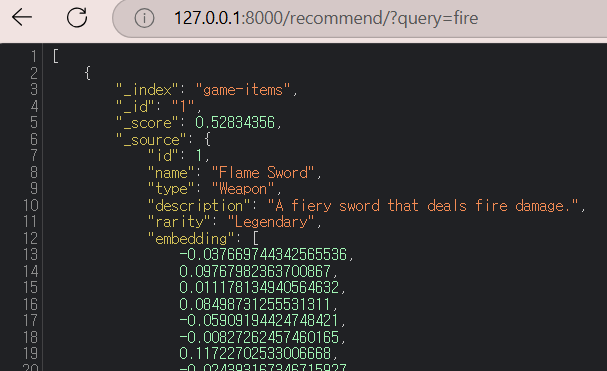 127.0.0.1:8000/recommend/?query=fire
1 [
2 {
3 "_index": "game-items",
4 "_id": "1",
5 "_score": 0.52834356,
6 "_source": {
7 "id": 1,
8 "name": "Flame Sword",
9 "type": "Weapon",
10 "description": "A fiery sword that deals fire damage.",
11 "rarity": "Legendary",
12 "embedding": [
13 -0.037669744342565536,
14 0.09767982363700867,
15 0.011178134940564632,
16 0.08498731255531311,
17 -0.05909194424748421,
18 -0.00827262457460165,
19 0.11722702533006668,
20 -0.024393167346715927,